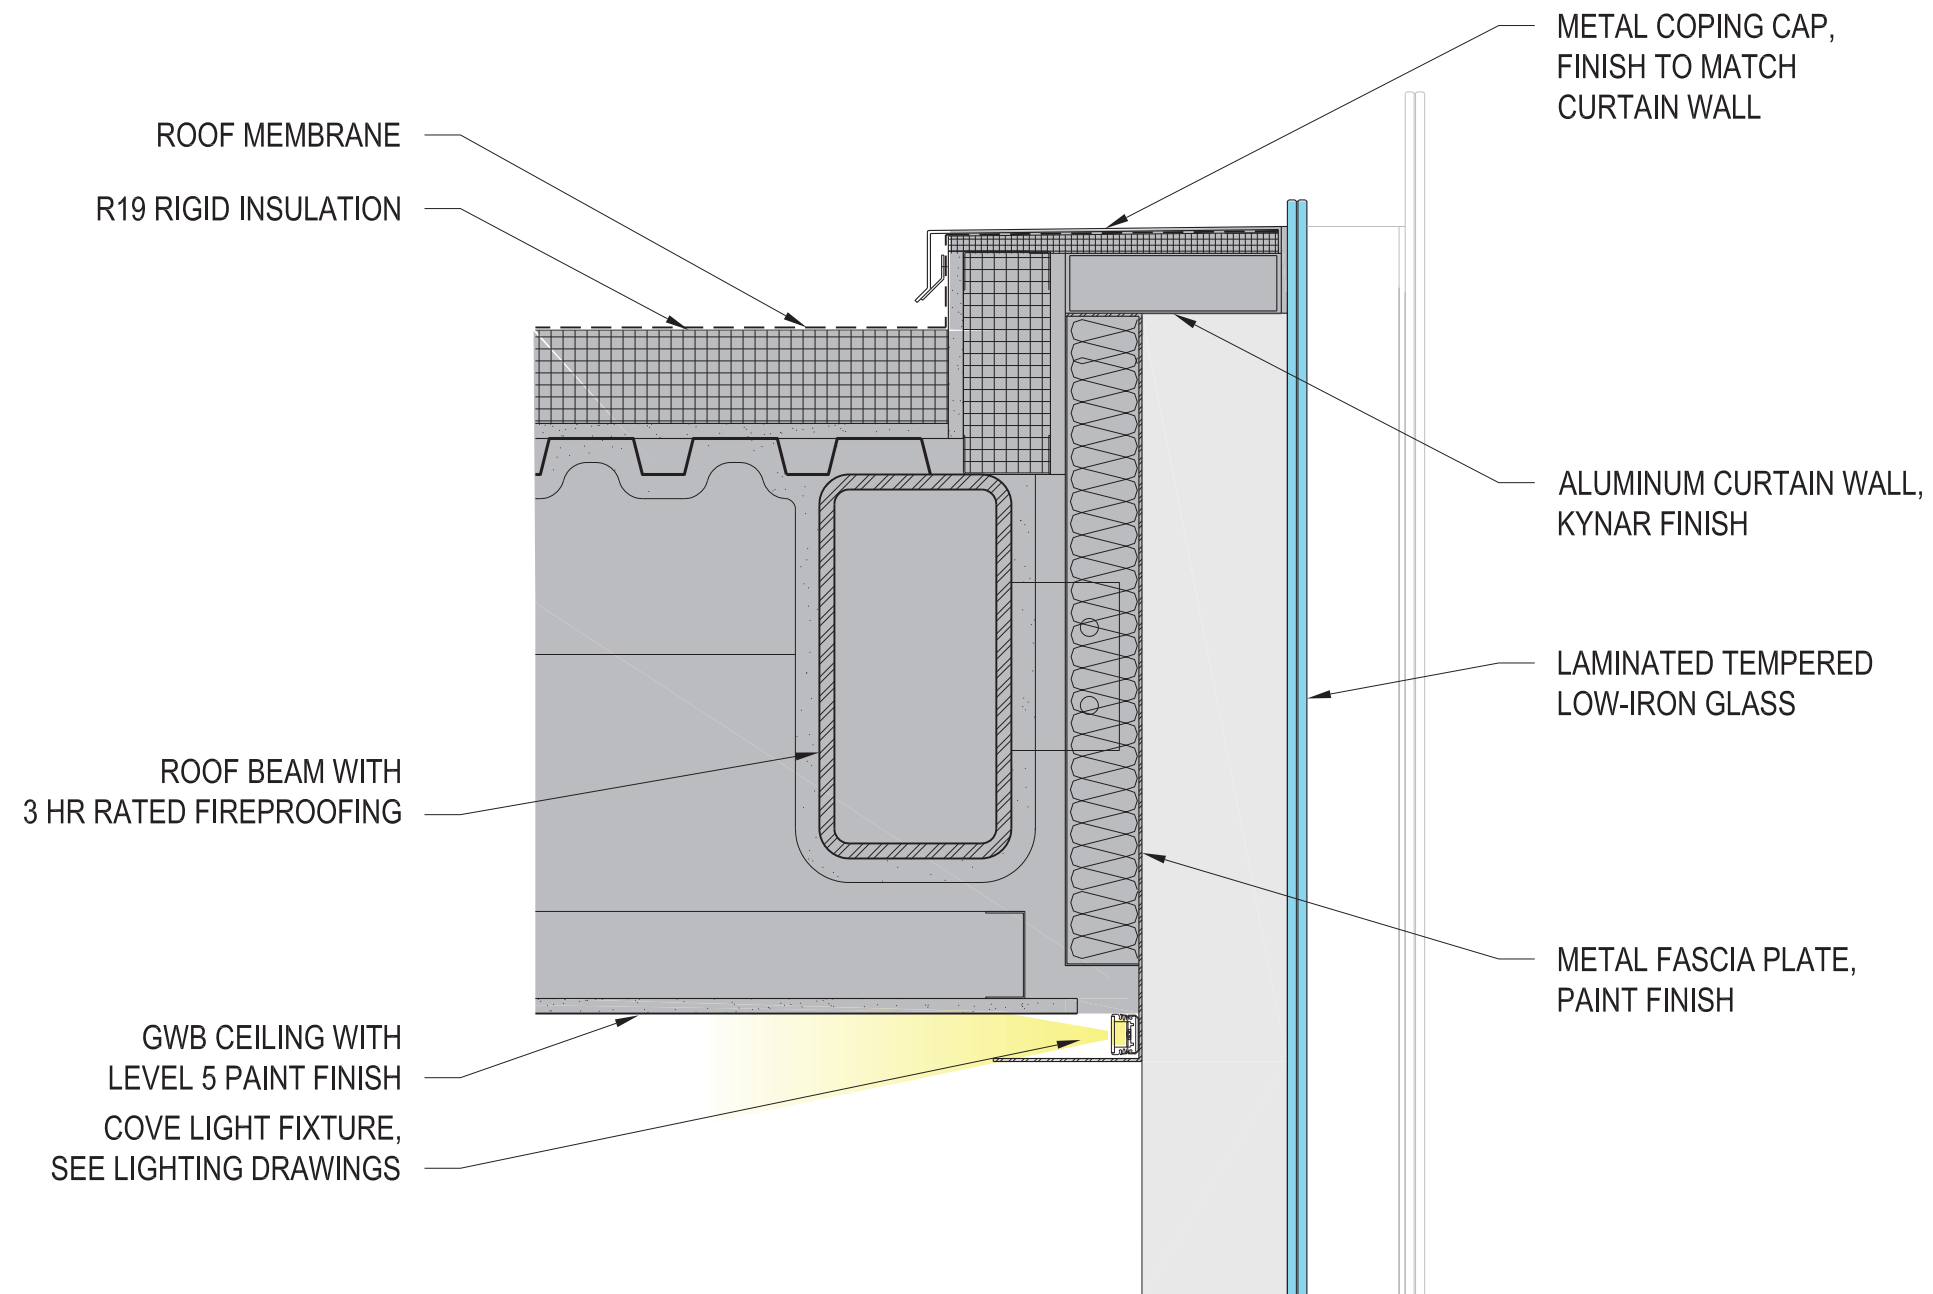 METAL COPING CAP,
FINISH TO MATCH
CURTAIN WALL
ROOF MEMBRANE
R19 RIGID INSULATION
ALUMINUM CURTAIN WALL,
KYNAR FINISH
LAMINATED TEMPERED
LOW-IRON GLASS
ROOF BEAM WITH
3 HR RATED FIREPROOFING
METAL FASCIA PLATE,
PAINT FINISH
GWB CEILING WITH
LEVEL 5 PAINT FINISH
COVE LIGHT FIXTURE,
SEE LIGHTING DRAWINGS